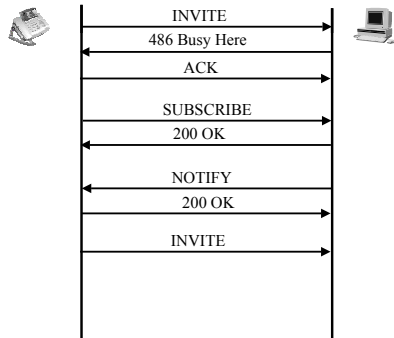 INVITE
486 Busy Here
ACK
SUBSCRIBE
200 OK
NOTIFY
200 OK
INVITE